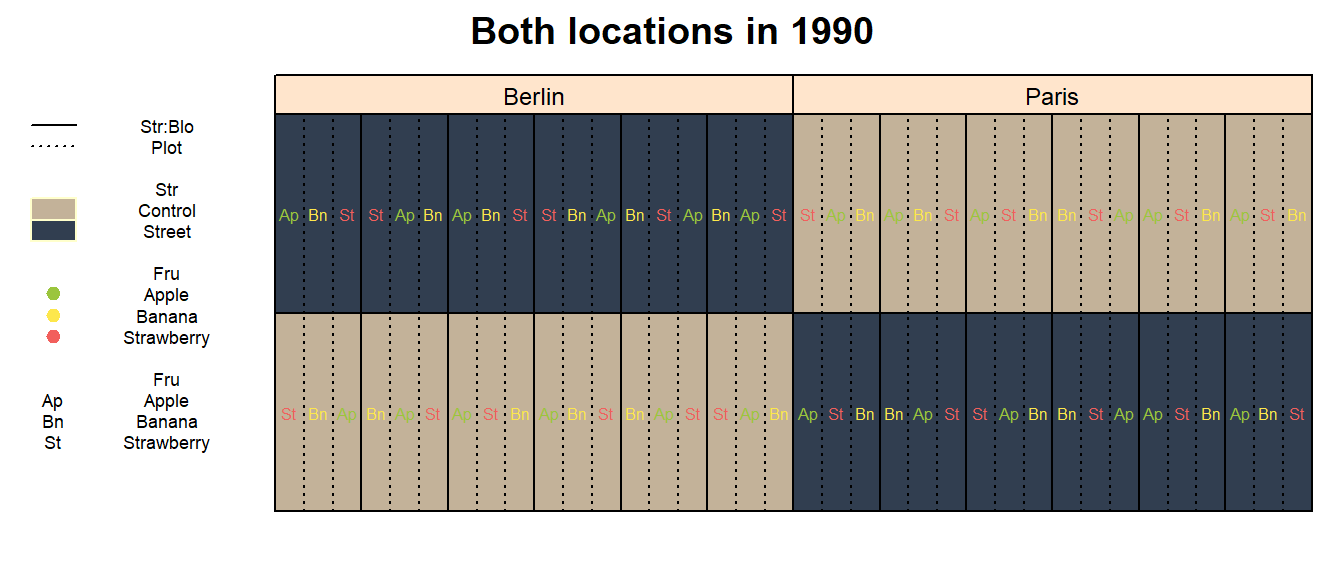 Both locations in 1990
Berlin Paris
Str:Blo
Plot
Str
Control
Street
Fru
Apple
Banana
Strawberry
Fru
Ap Apple
Bn Banana
St Strawberry
Ap Bn St St Ap Bn Ap Bn St St Bn Ap Bn St Ap Bn Ap St St Ap Bn Ap Bn St Ap St Bn Bn St Ap Ap St Bn Ap St Bn
St Bn Ap Bn Ap St Ap St Bn Ap Bn St Bn Ap St St Ap Bn Ap St Bn Bn Ap St St Ap Bn Bn St Ap Ap St Bn Ap Bn St